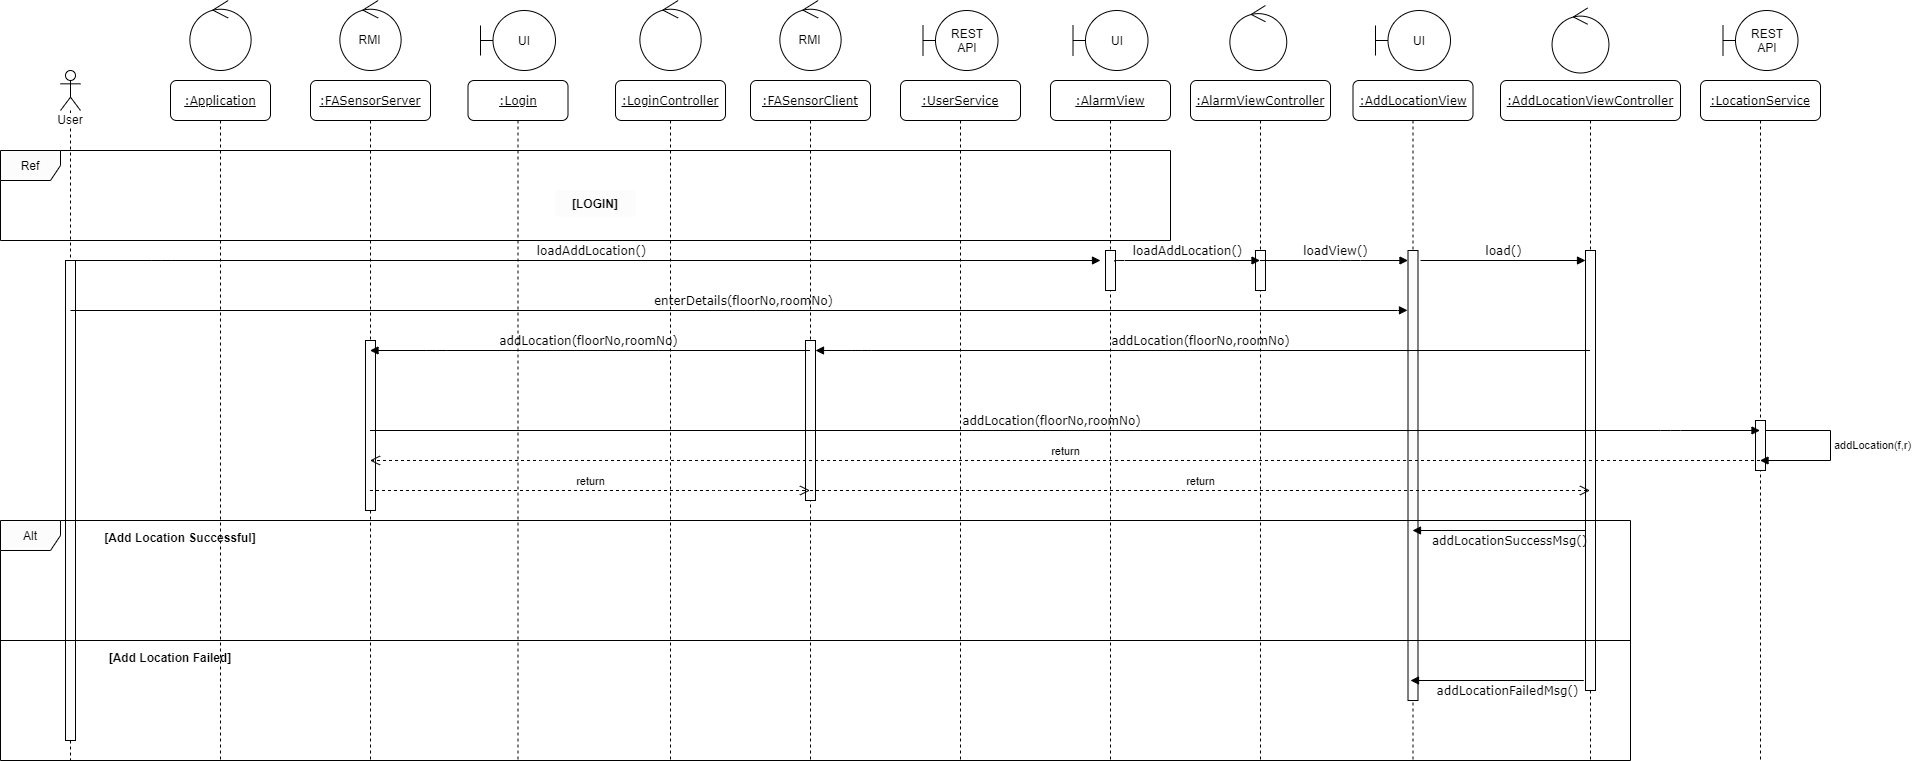 RMI
UI
RMI
REST
API
UI
UI
REST
API
User
:Application
:FASensorServer
:Login
:LoginController
:FASensorClient
:UserService
:AlarmView
:AlarmViewController
:AddLocationView
:AddLocationViewController
:LocationService
Ref
[LOGIN]
loadAddLocation()
loadAddLocation()
loadView()
load()
enterDetails(floorNo,roomNo)
addLocation(floorNo,roomNo)
addLocation(floorNo,roomNo)
addLocation(floorNo,roomNo)
addLocation(f,r)
return
return
return
Alt
[Add Location Successful]
addLocationSuccessMsg()
[Add Location Failed]
addLocationFailedMsg()